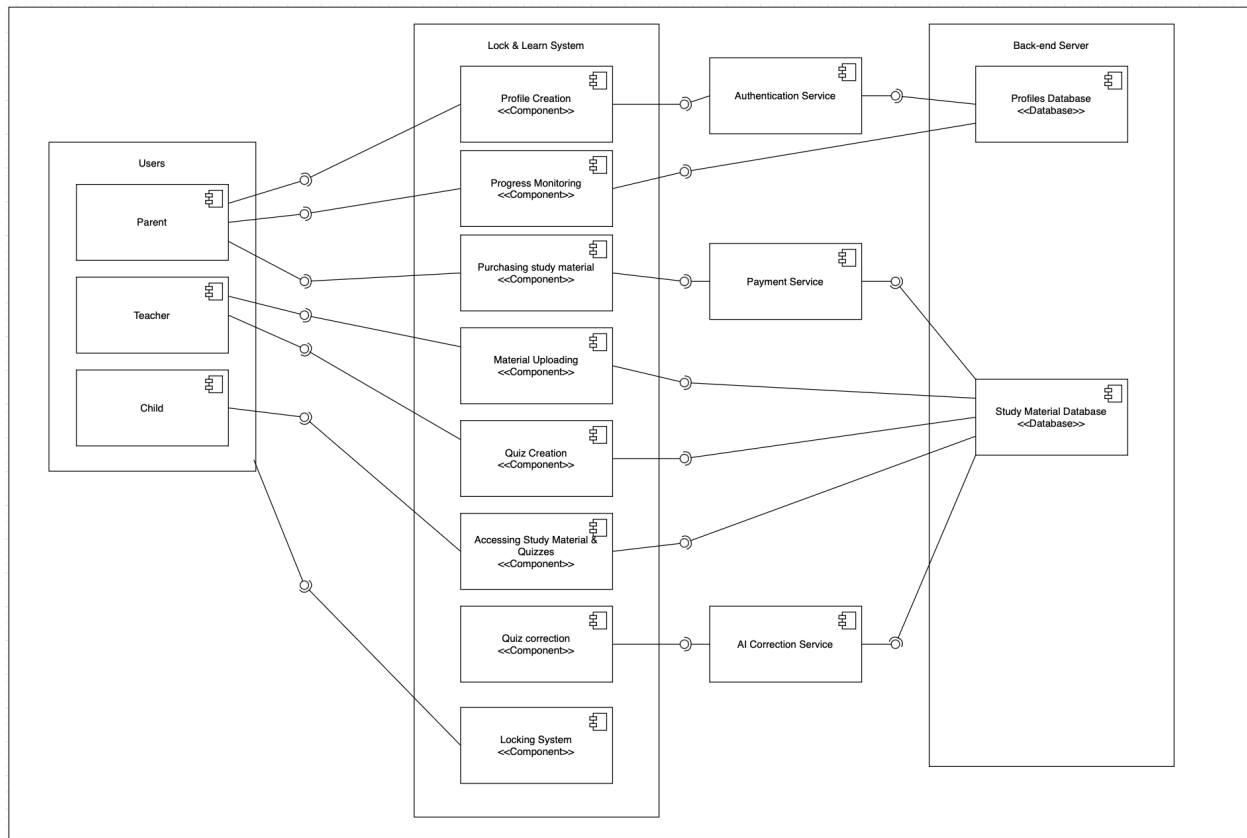 Users
Parent
Teacher
Child
Lock & Learn System
Profile Creation
<<Component>>
Progress Monitoring
<<Component>>
Purchasing study material
<<Component>>
Material Uploading
<<Component>>
Quiz Creation
<<Component>>
Accessing Study Material &
Quizzes
<<Component>>
Quiz correction
<<Component>>
Locking System
<<Component>>
Authentication Service
Payment Service
AI Correction Service
Back-end Server
Profiles Database
<<Database>>
Study Material Database
<<Database>>